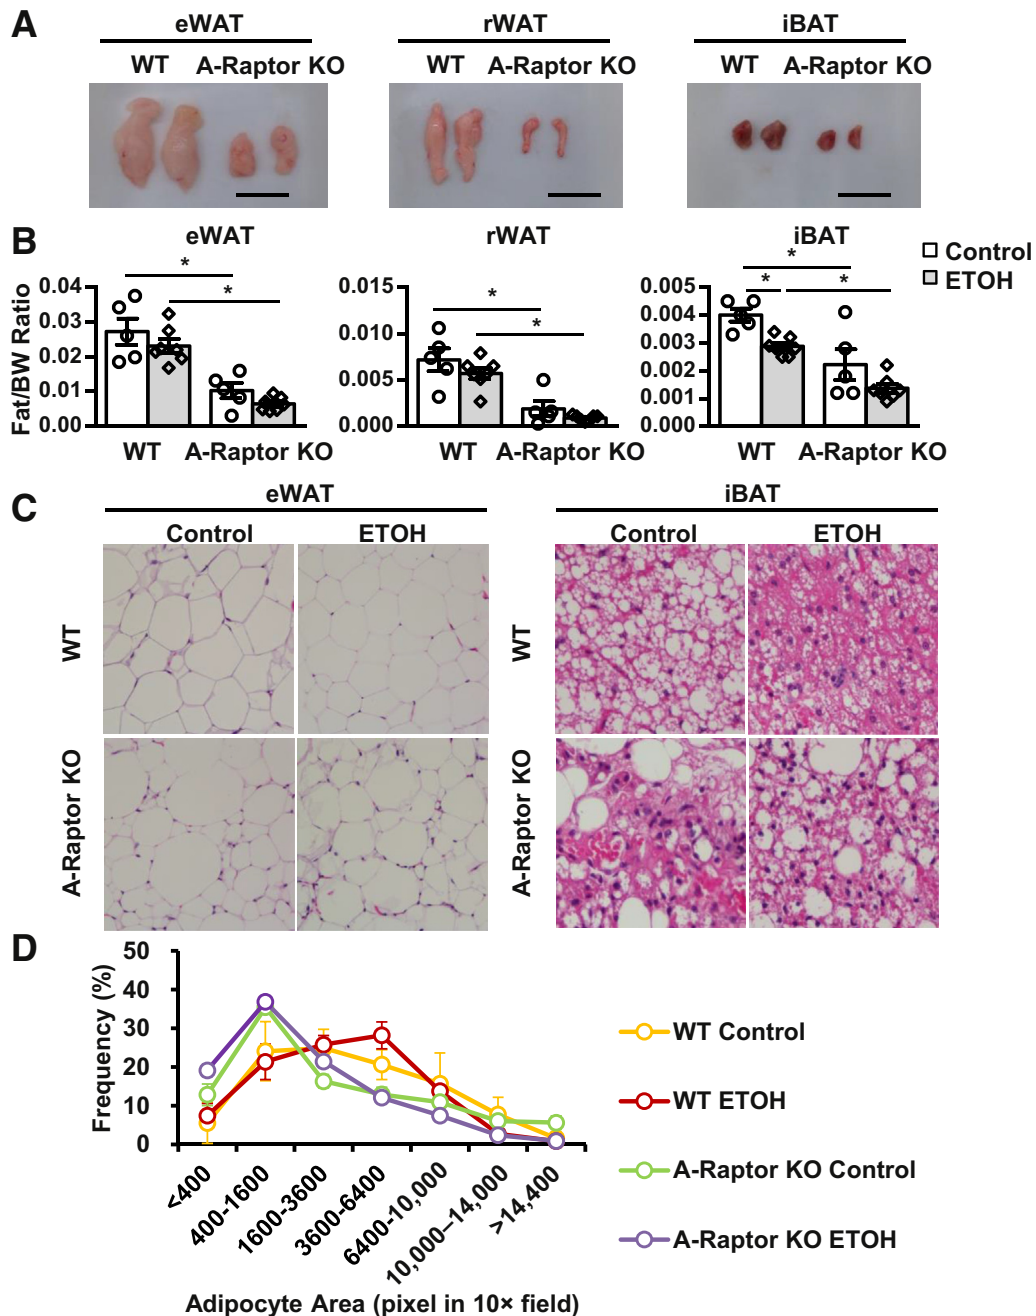 A
eWAT
rWAT
iBAT
WT A-Raptor KO
WT A-Raptor KO
WT A-Raptor KO
B
eWAT
rWAT
iBAT
Control
ETOH
Fat/BW Ratio
0.04
0.03
0.02
0.01
0.00
* *
WT A-Raptor KO
0.015
0.010
0.005
0.000
* *
WT A-Raptor KO
0.005
0.004
0.003
0.002
0.001
0.000
* * *
WT A-Raptor KO
C
eWAT
iBAT
Control ETOH
Control ETOH
WT
A-Raptor KO
WT
A-Raptor KO
D
Frequency (%)
50
40
30
20
10
0
<400
400-1600
1600-3600
3600-6400
6400-10,000
10,000–14,000
>14,400
Adipocyte Area (pixel in 10× field)
WT Control
WT ETOH
A-Raptor KO Control
A-Raptor KO ETOH